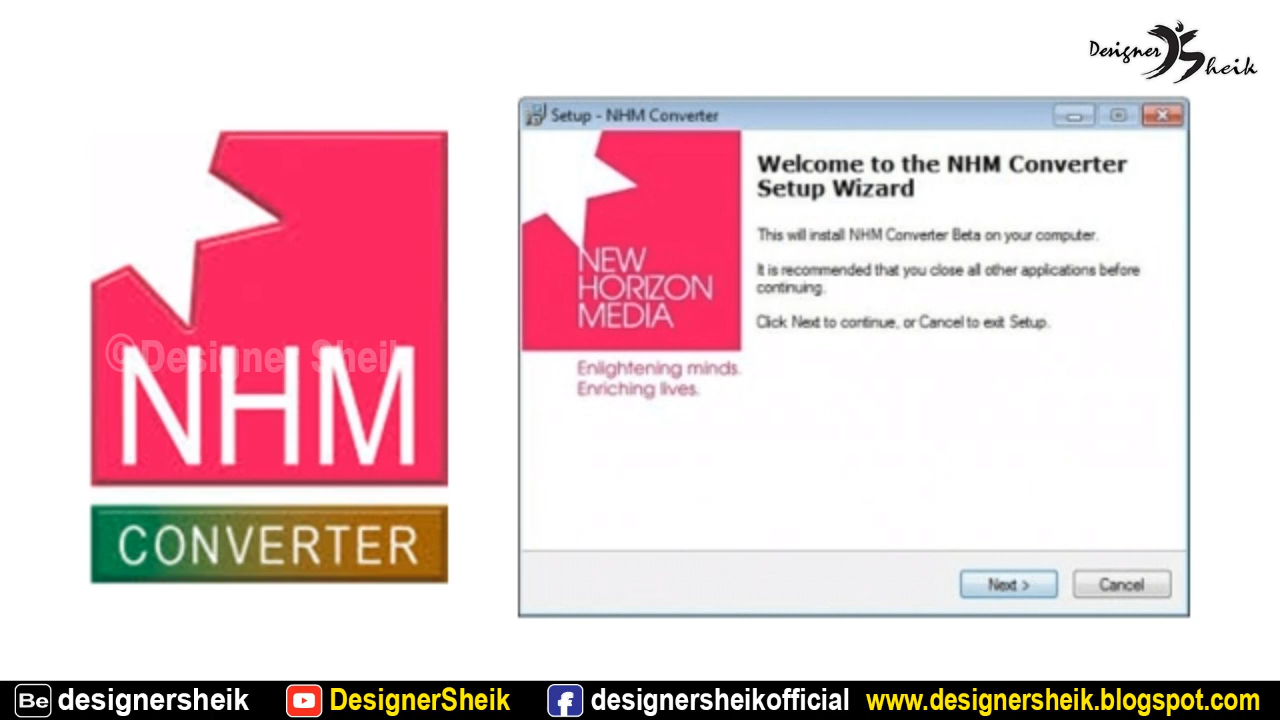 Designer Sheik
NHM
©Designer Sheik
CONVERTER
Setup - NHM Converter
NEW
HORIZON
MEDIA
Enlightening minds.
Enriching lives.
Welcome to the NHM Converter
Setup Wizard
This will install NHM Converter Beta on your computer.
It is recommended that you close all other applications before
continuing.
Click Next to continue, or Cancel to exit Setup.
Next >
Cancel
Be designersheik
DesignerSheik
f designersheikofficial
www.designersheik.blogspot.com